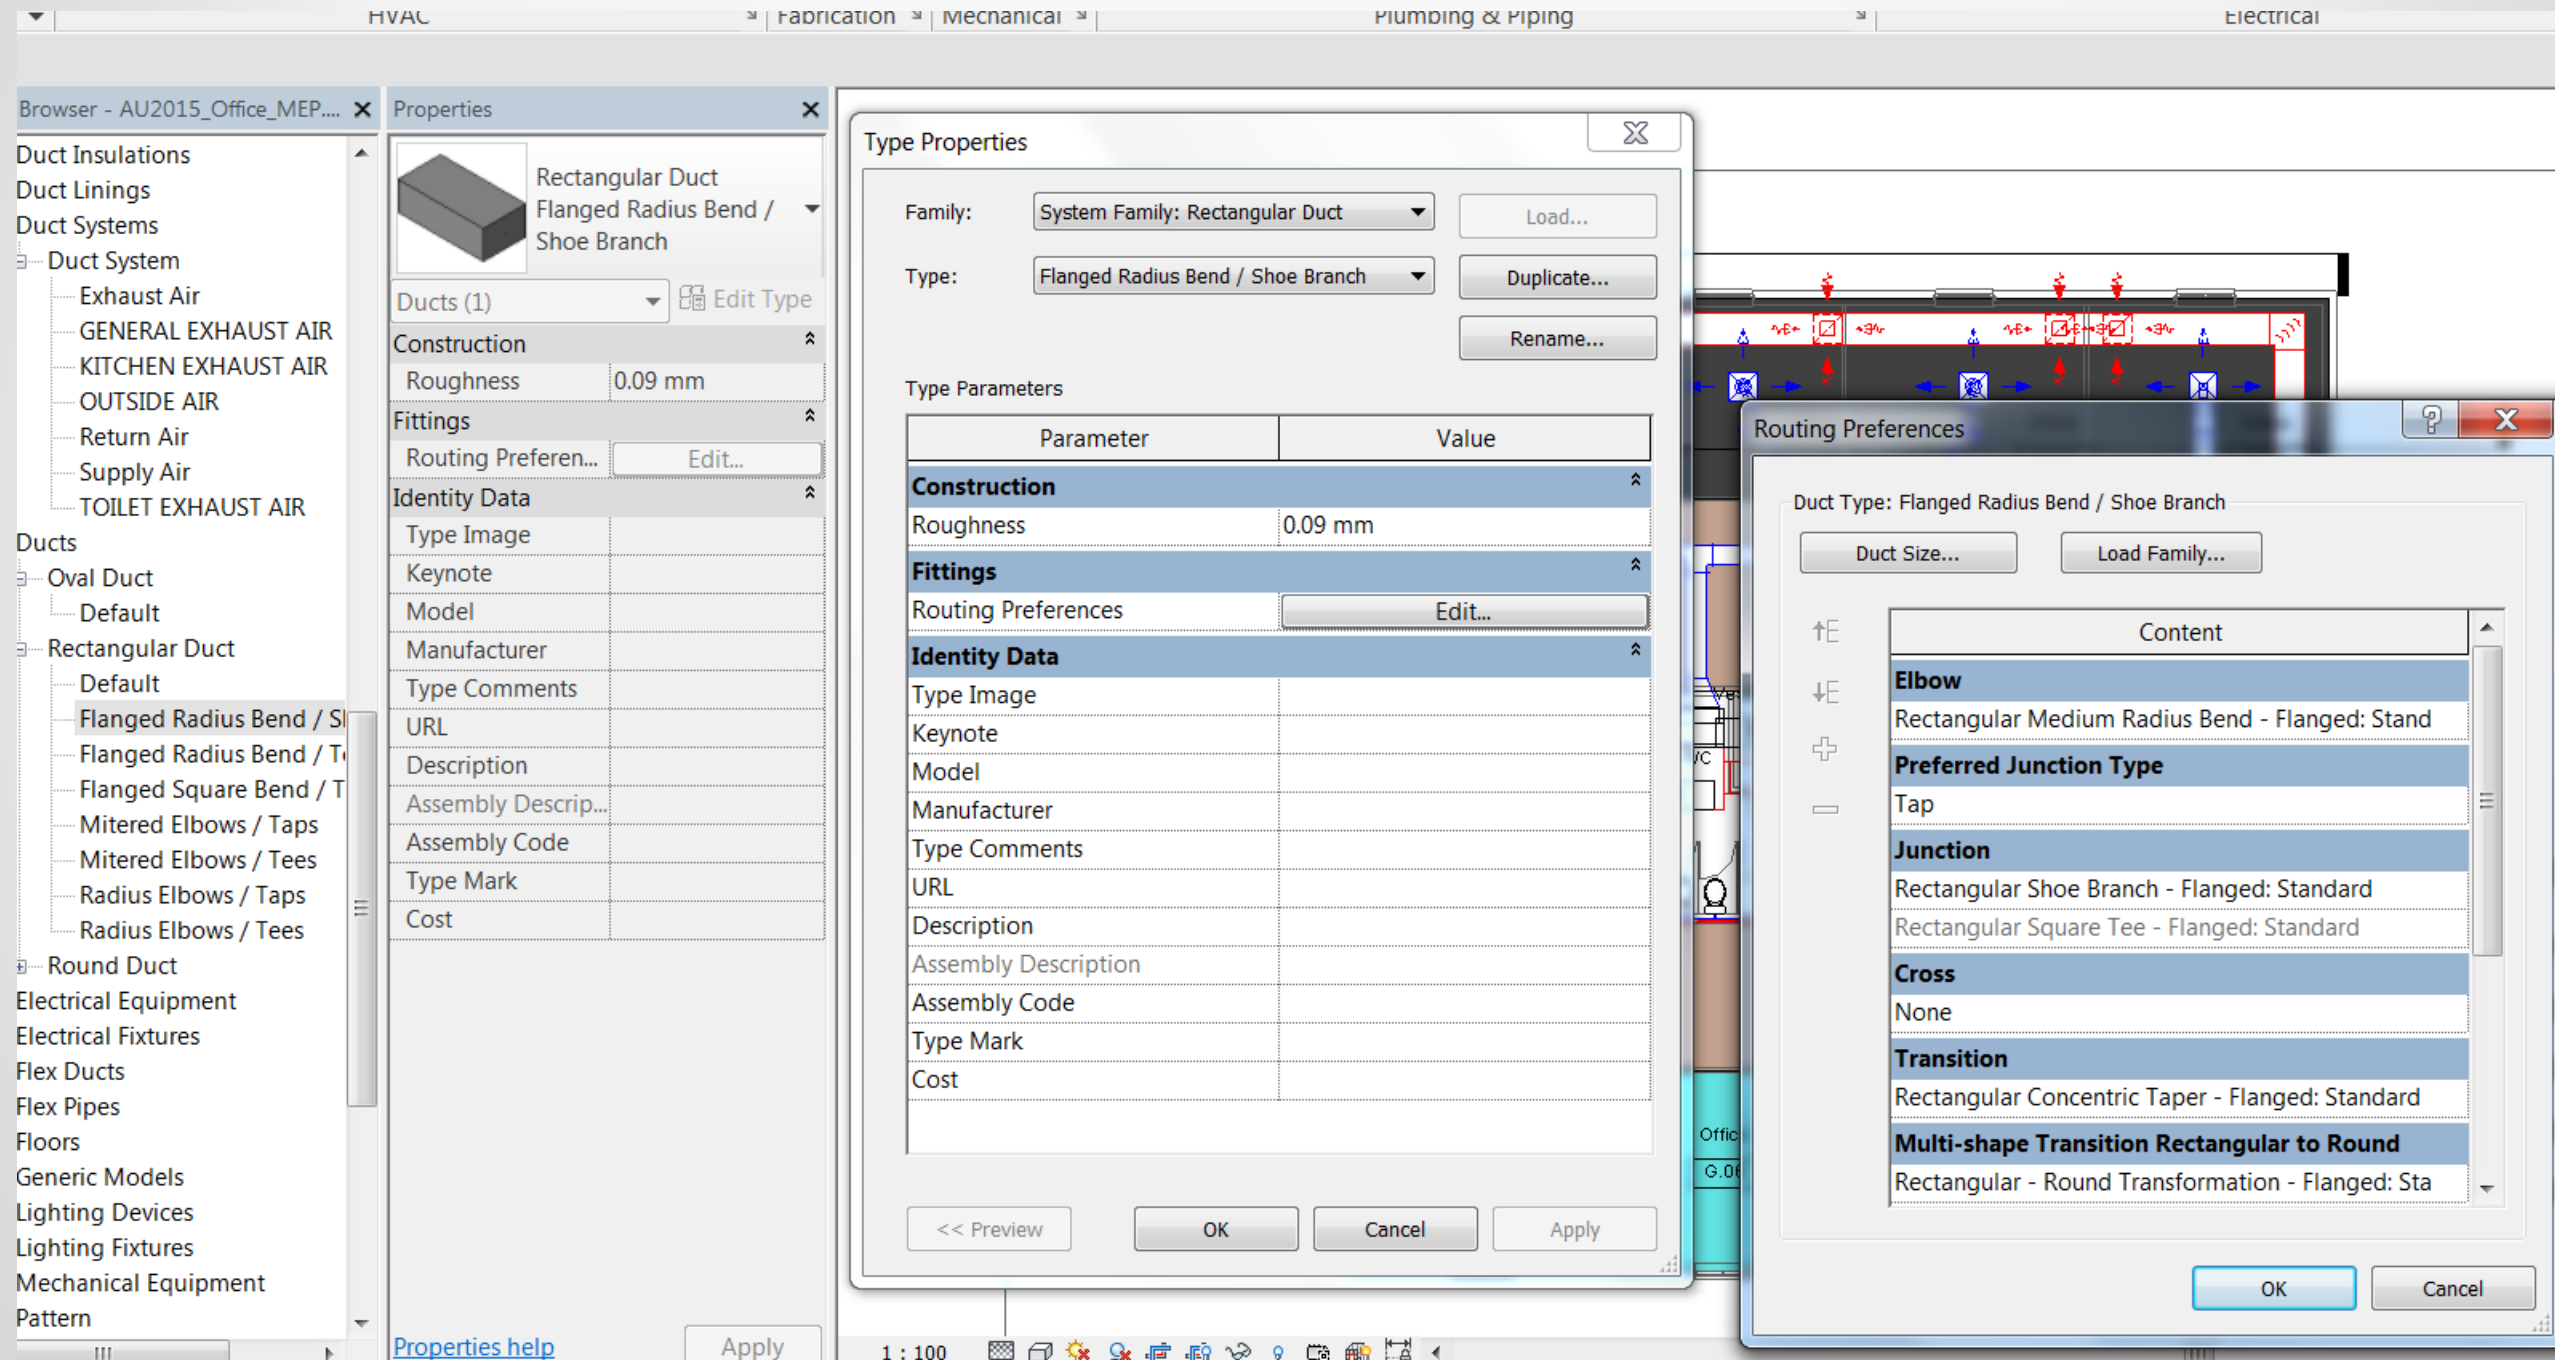 HVAC
Fabrication
Mechanical
Plumbing & Piping
Electrical
Browser - AU2015_Office_MEP....
Duct Insulations
Duct Linings
Duct Systems
Duct System
Exhaust Air
GENERAL EXHAUST AIR
KITCHEN EXHAUST AIR
OUTSIDE AIR
Return Air
Supply Air
TOILET EXHAUST AIR
Ducts
Oval Duct
Default
Rectangular Duct
Default
Flanged Radius Bend / Sl
Flanged Radius Bend / T
Flanged Square Bend / T
Mitered Elbows / Taps
Mitered Elbows / Tees
Radius Elbows / Taps
Radius Elbows / Tees
Round Duct
Electrical Equipment
Electrical Fixtures
Flex Ducts
Flex Pipes
Floors
Generic Models
Lighting Devices
Lighting Fixtures
Mechanical Equipment
Pattern
Properties
Rectangular Duct
Flanged Radius Bend /
Shoe Branch
Ducts (1)
Edit Type
Construction
Roughness 0.09 mm
Fittings
Routing Preferen... Edit...
Identity Data
Type Image
Keynote
Model
Manufacturer
Type Comments
URL
Description
Assembly Descrip...
Assembly Code
Type Mark
Cost
Properties help
Apply
Type Properties
Family: System Family: Rectangular Duct Load...
Type: Flanged Radius Bend / Shoe Branch Duplicate...
Rename...
Type Parameters
Parameter Value
Construction
Roughness 0.09 mm
Fittings
Routing Preferences Edit...
Identity Data
Type Image
Keynote
Model
Manufacturer
Type Comments
URL
Description
Assembly Description
Assembly Code
Type Mark
Cost
<< Preview OK Cancel Apply
1 : 100
Offic
G.06
Routing Preferences
Duct Type: Flanged Radius Bend / Shoe Branch
Duct Size... Load Family...
Content
Elbow
Rectangular Medium Radius Bend - Flanged: Stand
Preferred Junction Type
Tap
Junction
Rectangular Shoe Branch - Flanged: Standard
Rectangular Square Tee - Flanged: Standard
Cross
None
Transition
Rectangular Concentric Taper - Flanged: Standard
Multi-shape Transition Rectangular to Round
Rectangular - Round Transformation - Flanged: Sta
OK Cancel